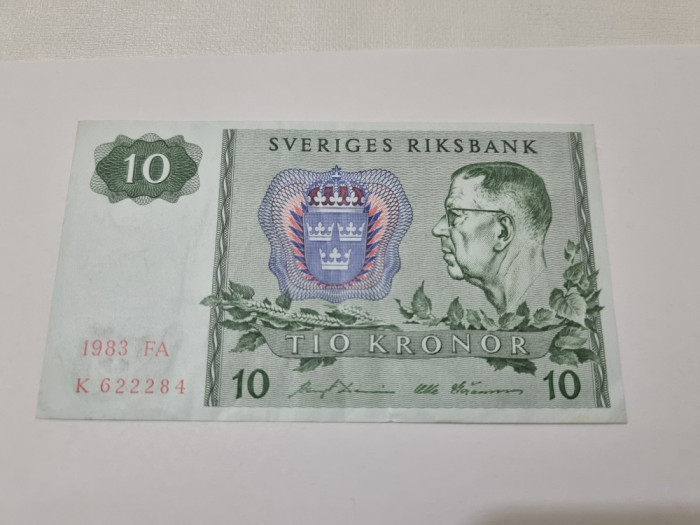 SVERIGES RIKSBANK
10
1983 FA
K 622284
TIO KRONOR
10
10